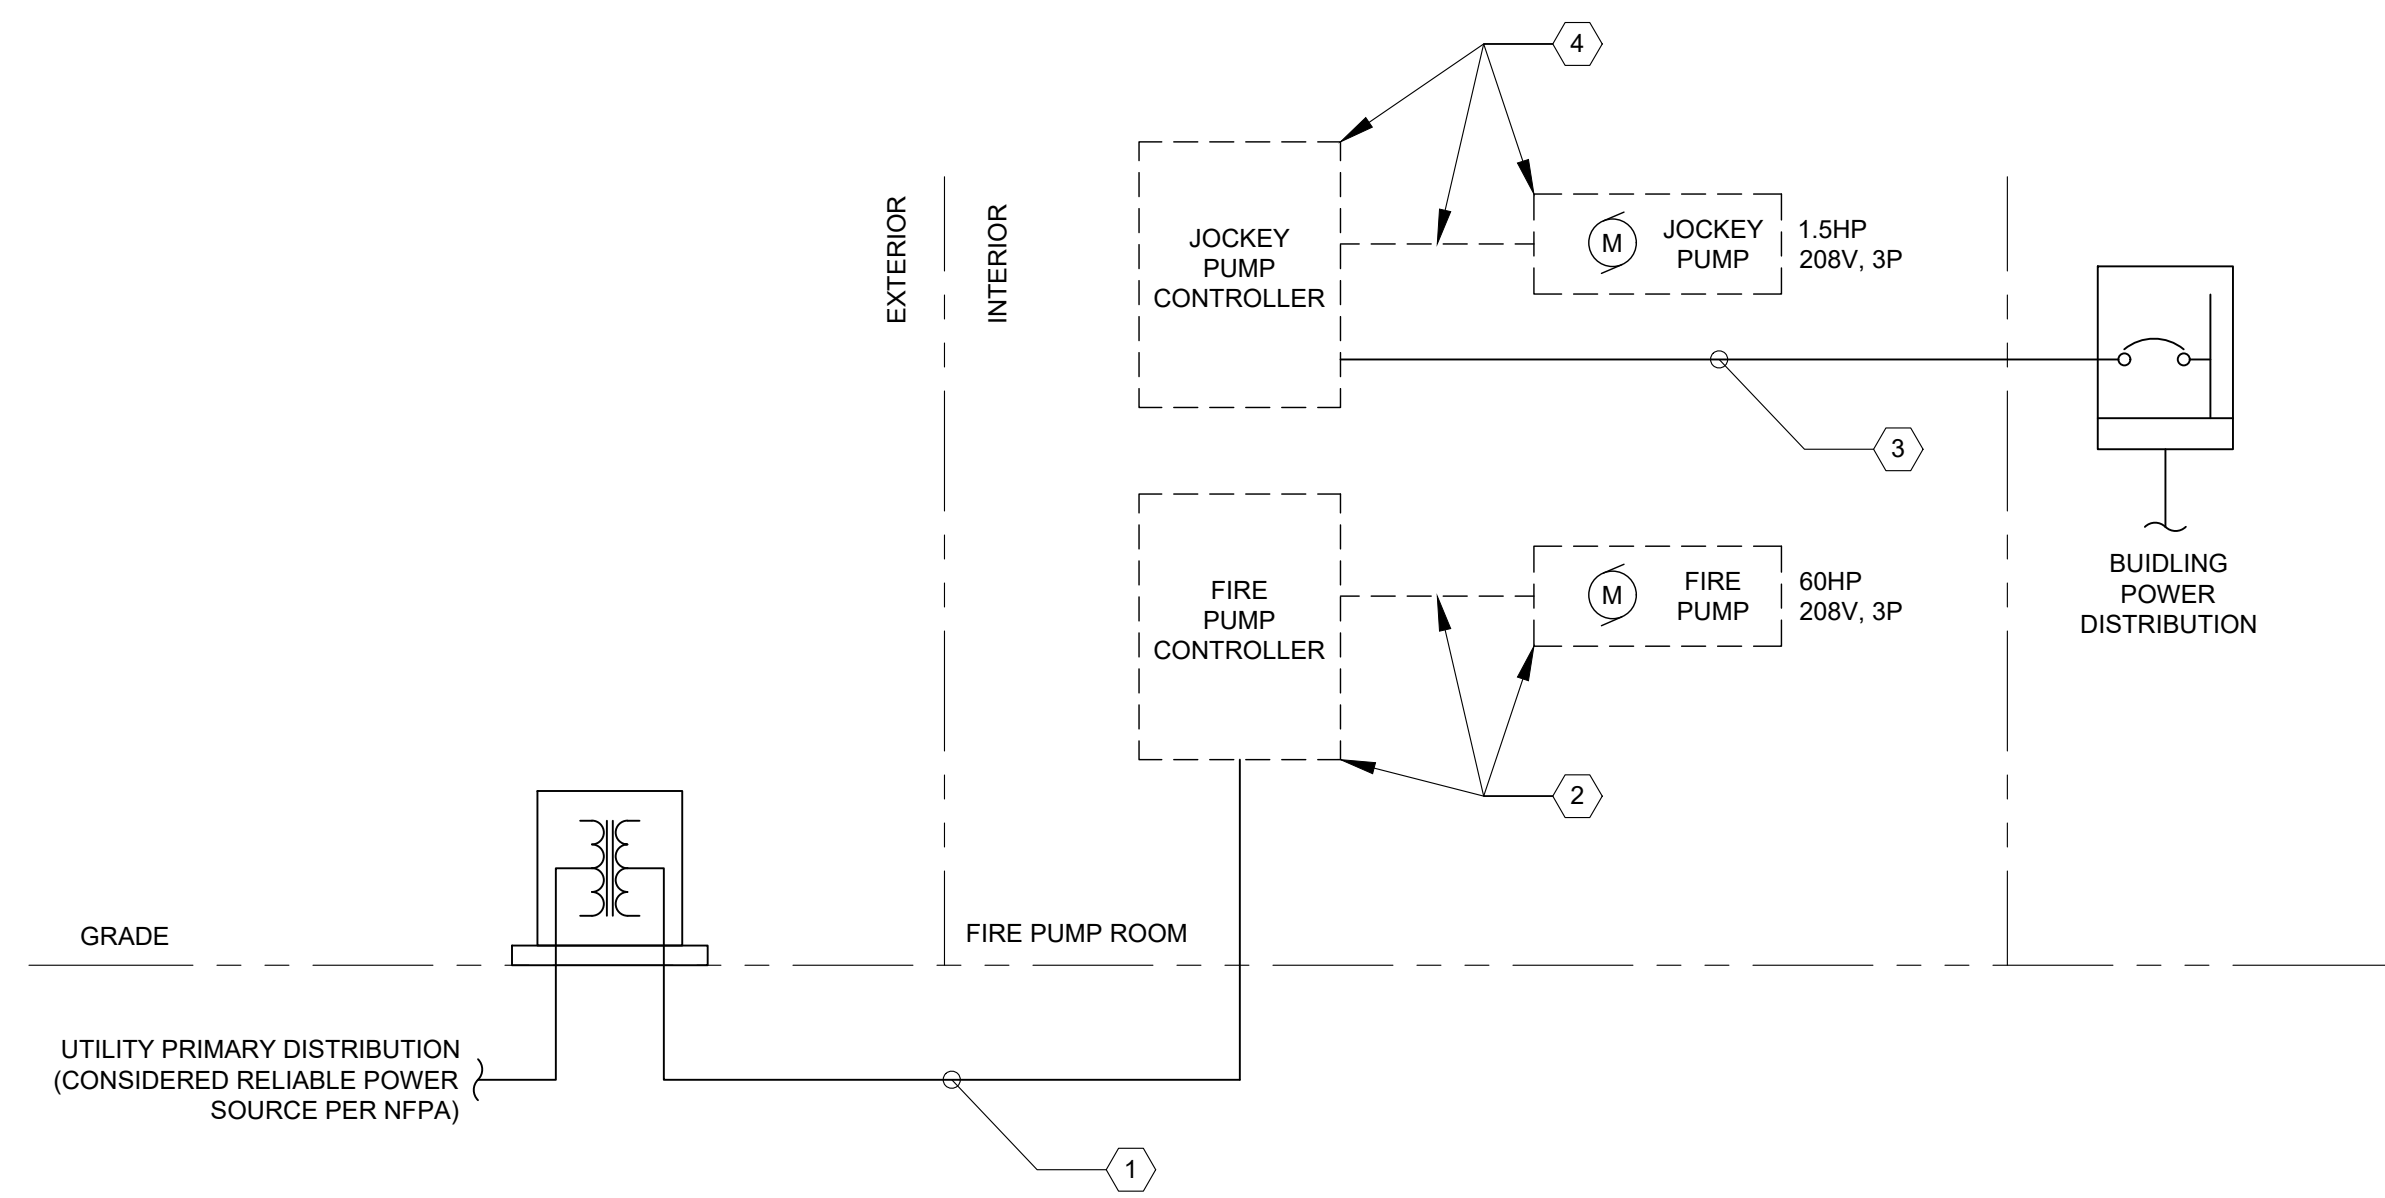 4
EXTERIOR
INTERIOR
JOCKEY
PUMP
CONTROLLER
M
JOCKEY
PUMP
1.5HP
208V, 3P
3
FIRE
PUMP
CONTROLLER
M
FIRE
PUMP
60HP
208V, 3P
BUIDLING
POWER
DISTRIBUTION
2
GRADE
FIRE PUMP ROOM
UTILITY PRIMARY DISTRIBUTION
(CONSIDERED RELIABLE POWER
SOURCE PER NFPA)
1